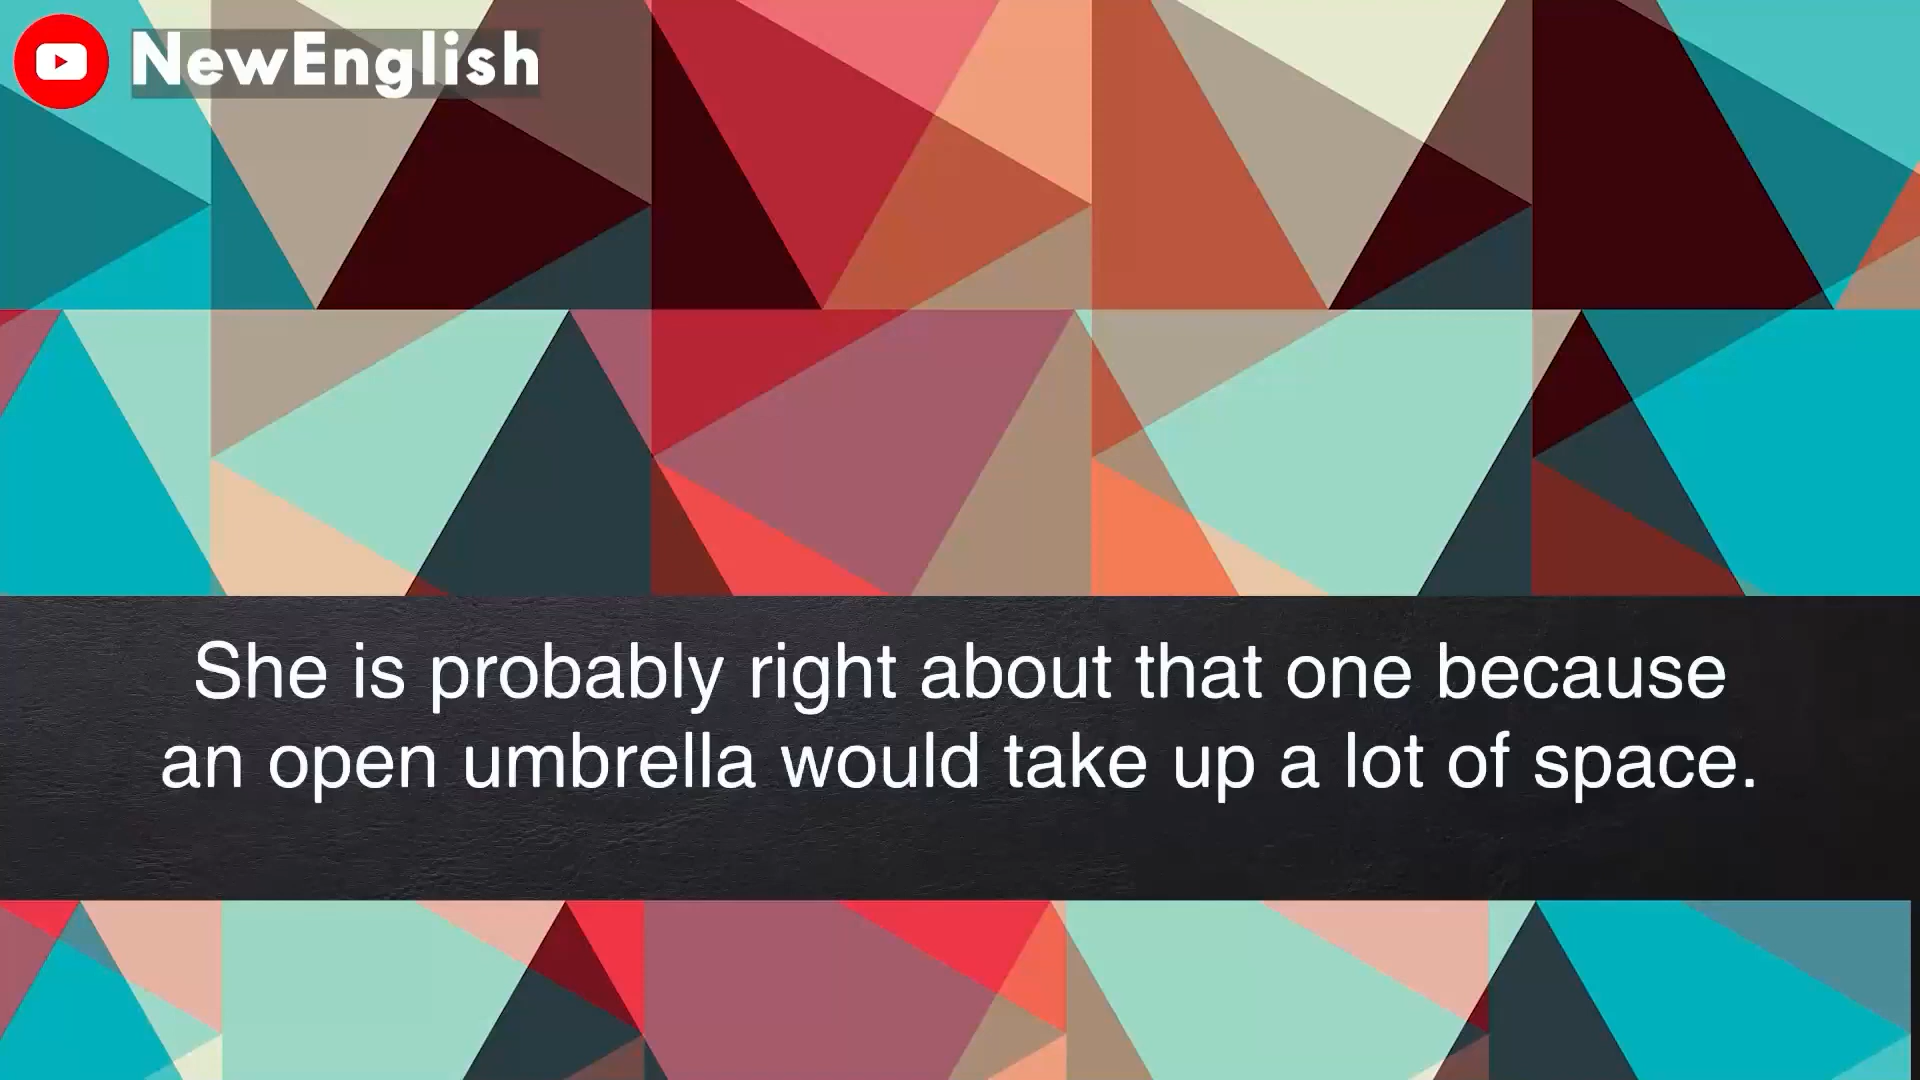 NewEnglish
She is probably right about that one because
an open umbrella would take up a lot of space.